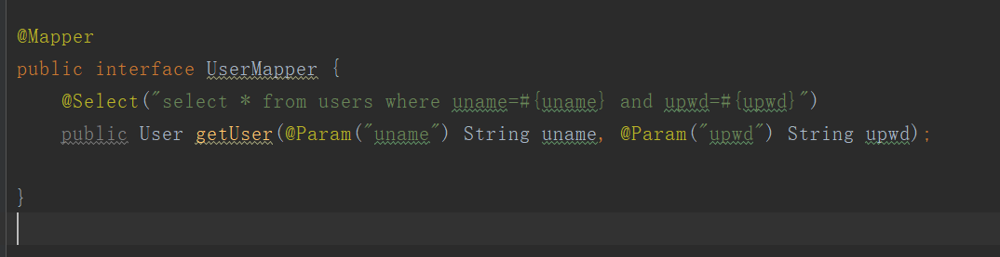 @Mapper
public interface UserMapper {
@Select("select * from users where uname=#{uname} and upwd=#{upwd}")
public User getUser(@Param("uname") String uname, @Param("upwd") String upwd);
}